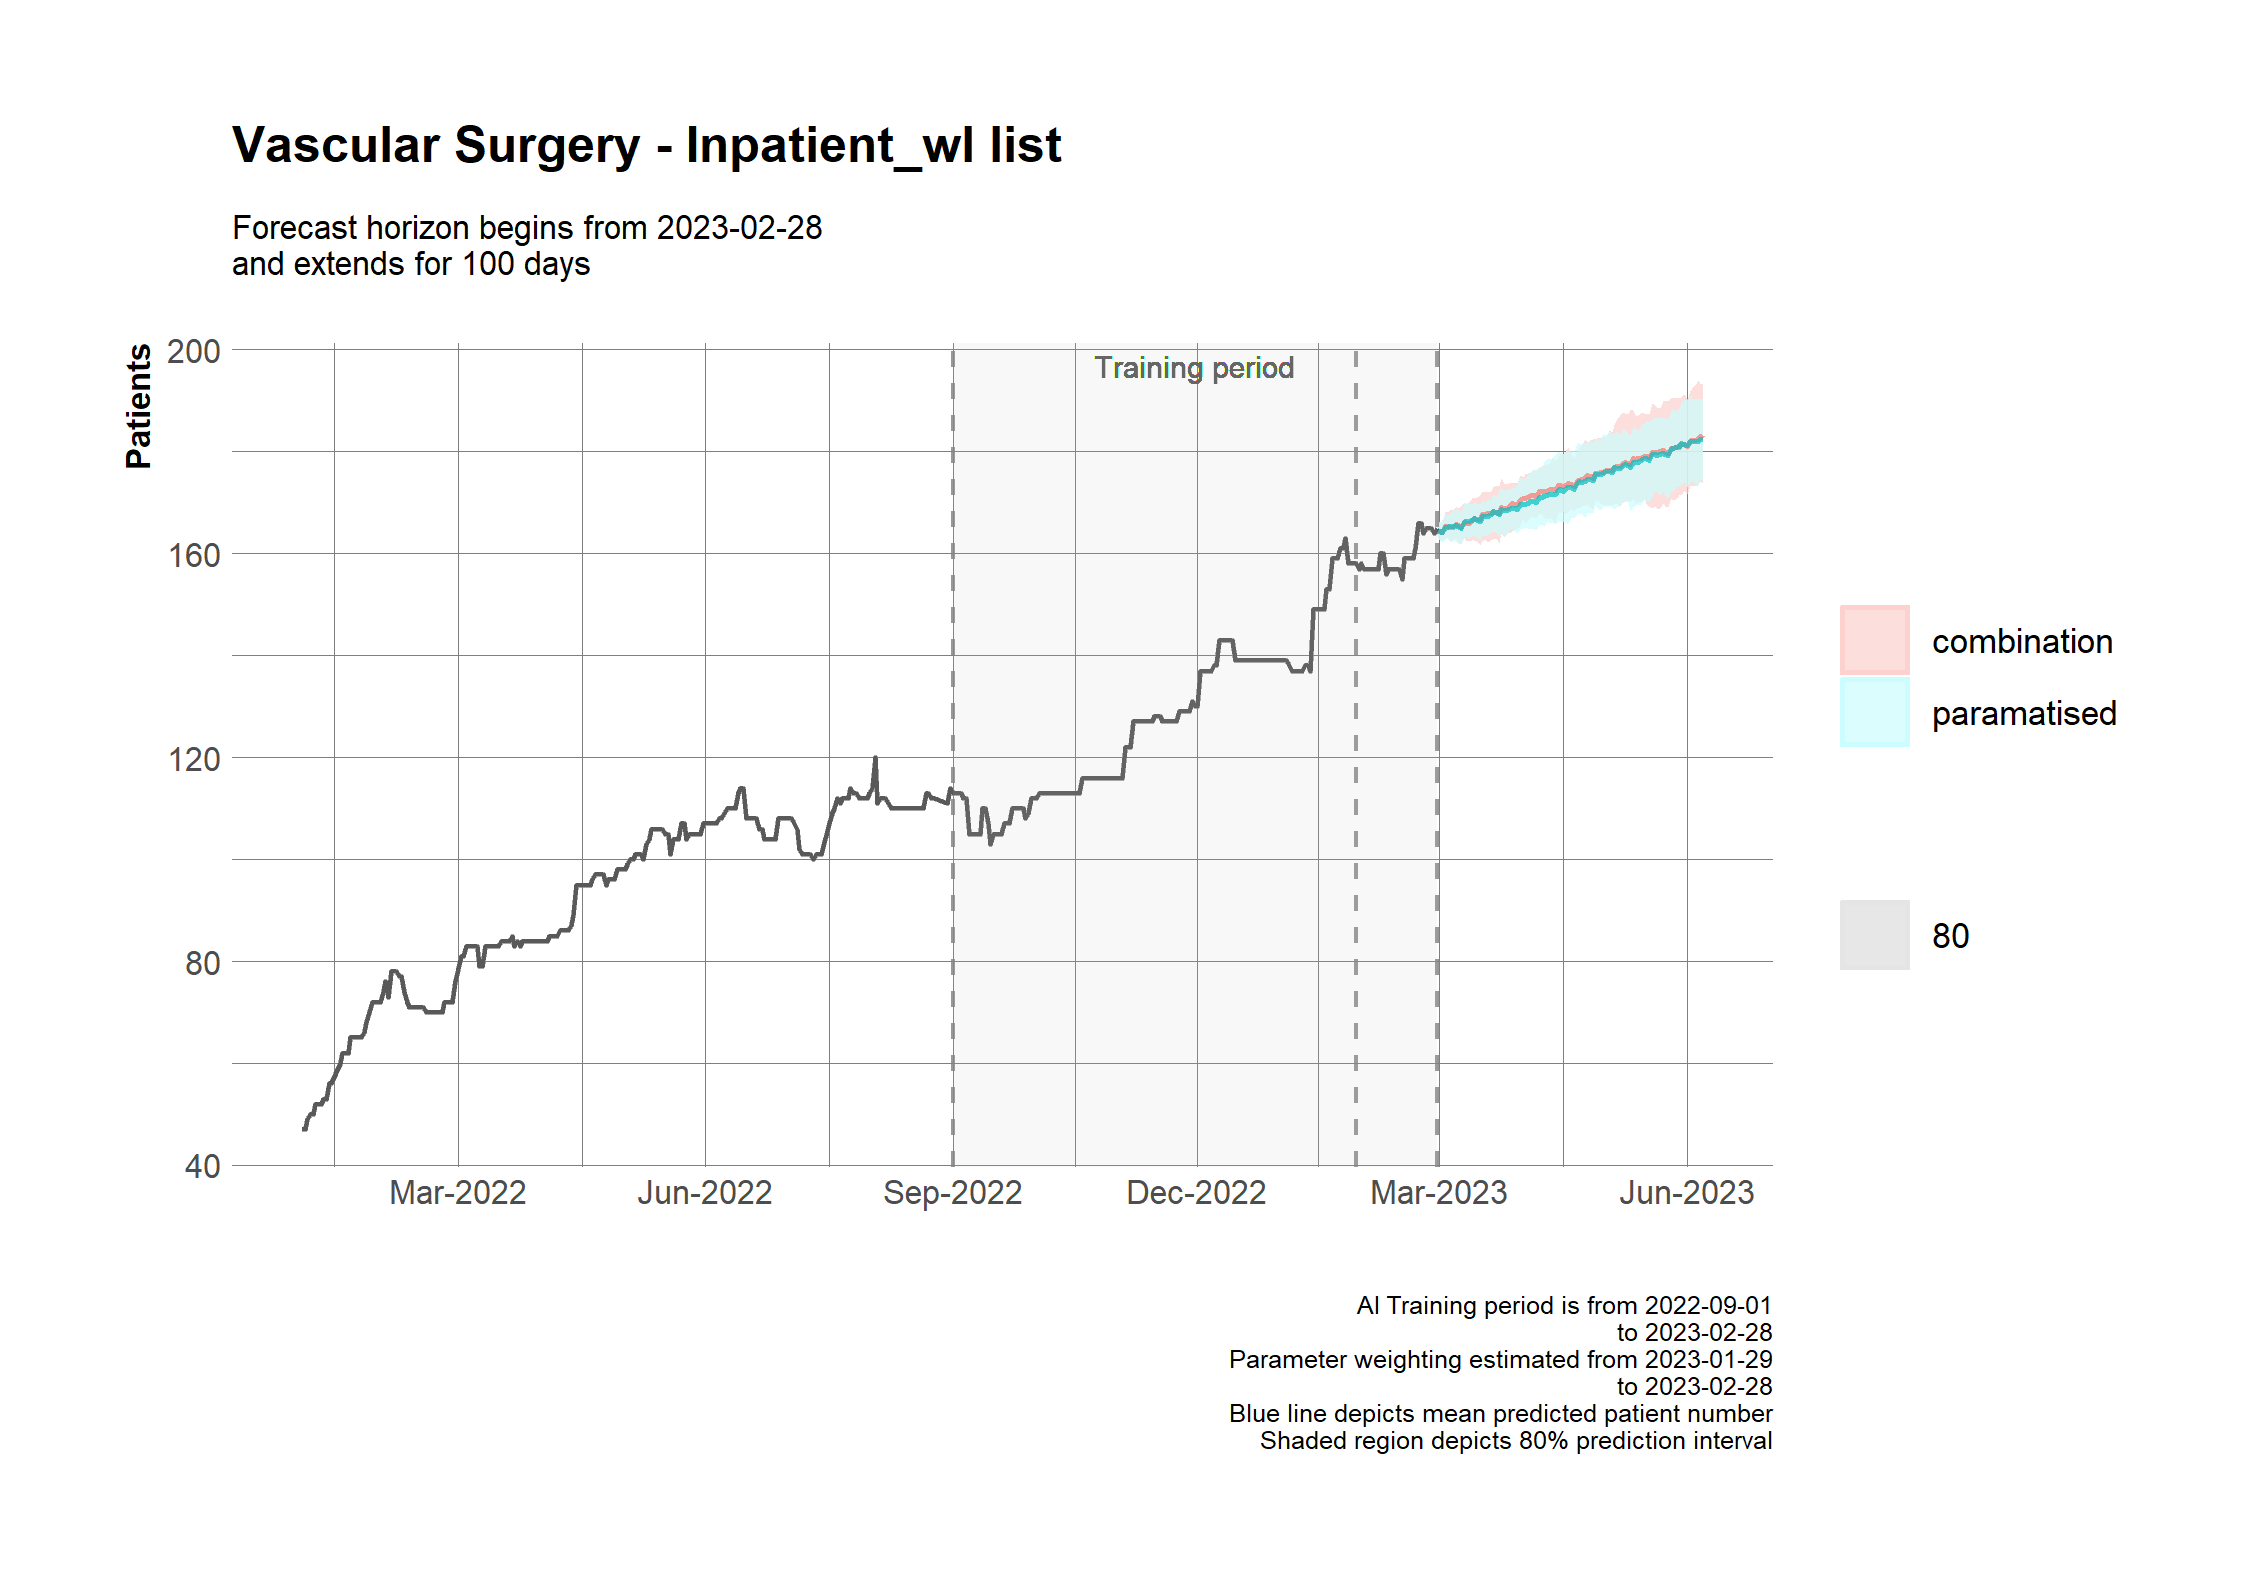 Vascular Surgery - Inpatient_wl list
Forecast horizon begins from 2023-02-28
and extends for 100 days
Patients
200
160
120
80
40
Training period
Mar-2022
Jun-2022
Sep-2022
Dec-2022
Mar-2023
Jun-2023
combination
paramatised
80
AI Training period is from 2022-09-01
to 2023-02-28
Parameter weighting estimated from 2023-01-29
to 2023-02-28
Blue line depicts mean predicted patient number
Shaded region depicts 80% prediction interval